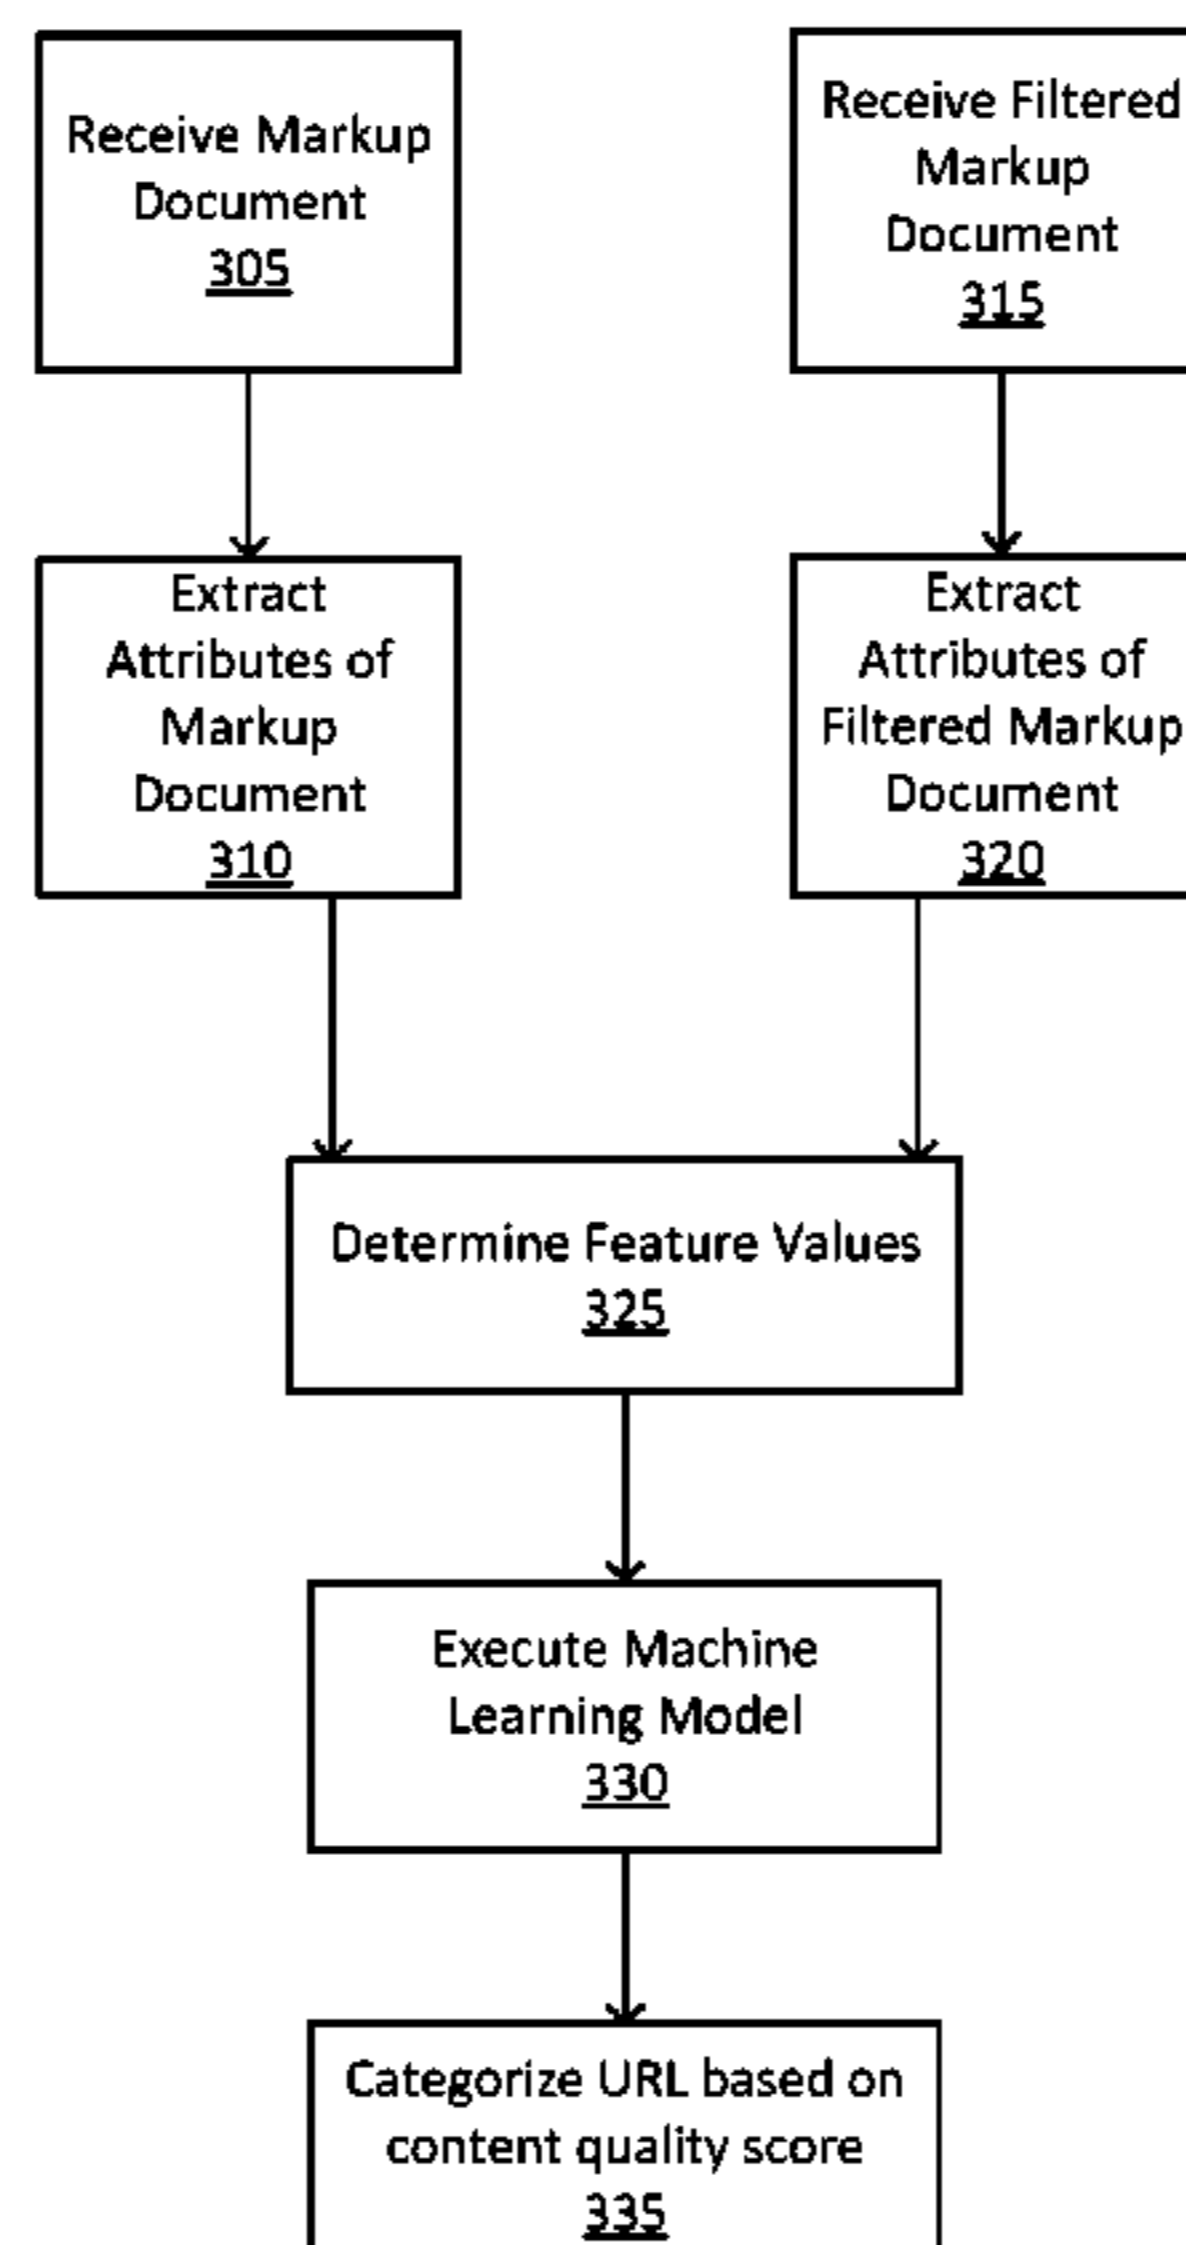 Receive Markup
Document
305
Receive Filtered
Markup
Document
315
Extract
Attributes of
Markup
Document
310
Extract
Attributes of
Filtered Markup
Document
320
Determine Feature Values
325
Execute Machine
Learning Model
330
Categorize URL based on
content quality score
335